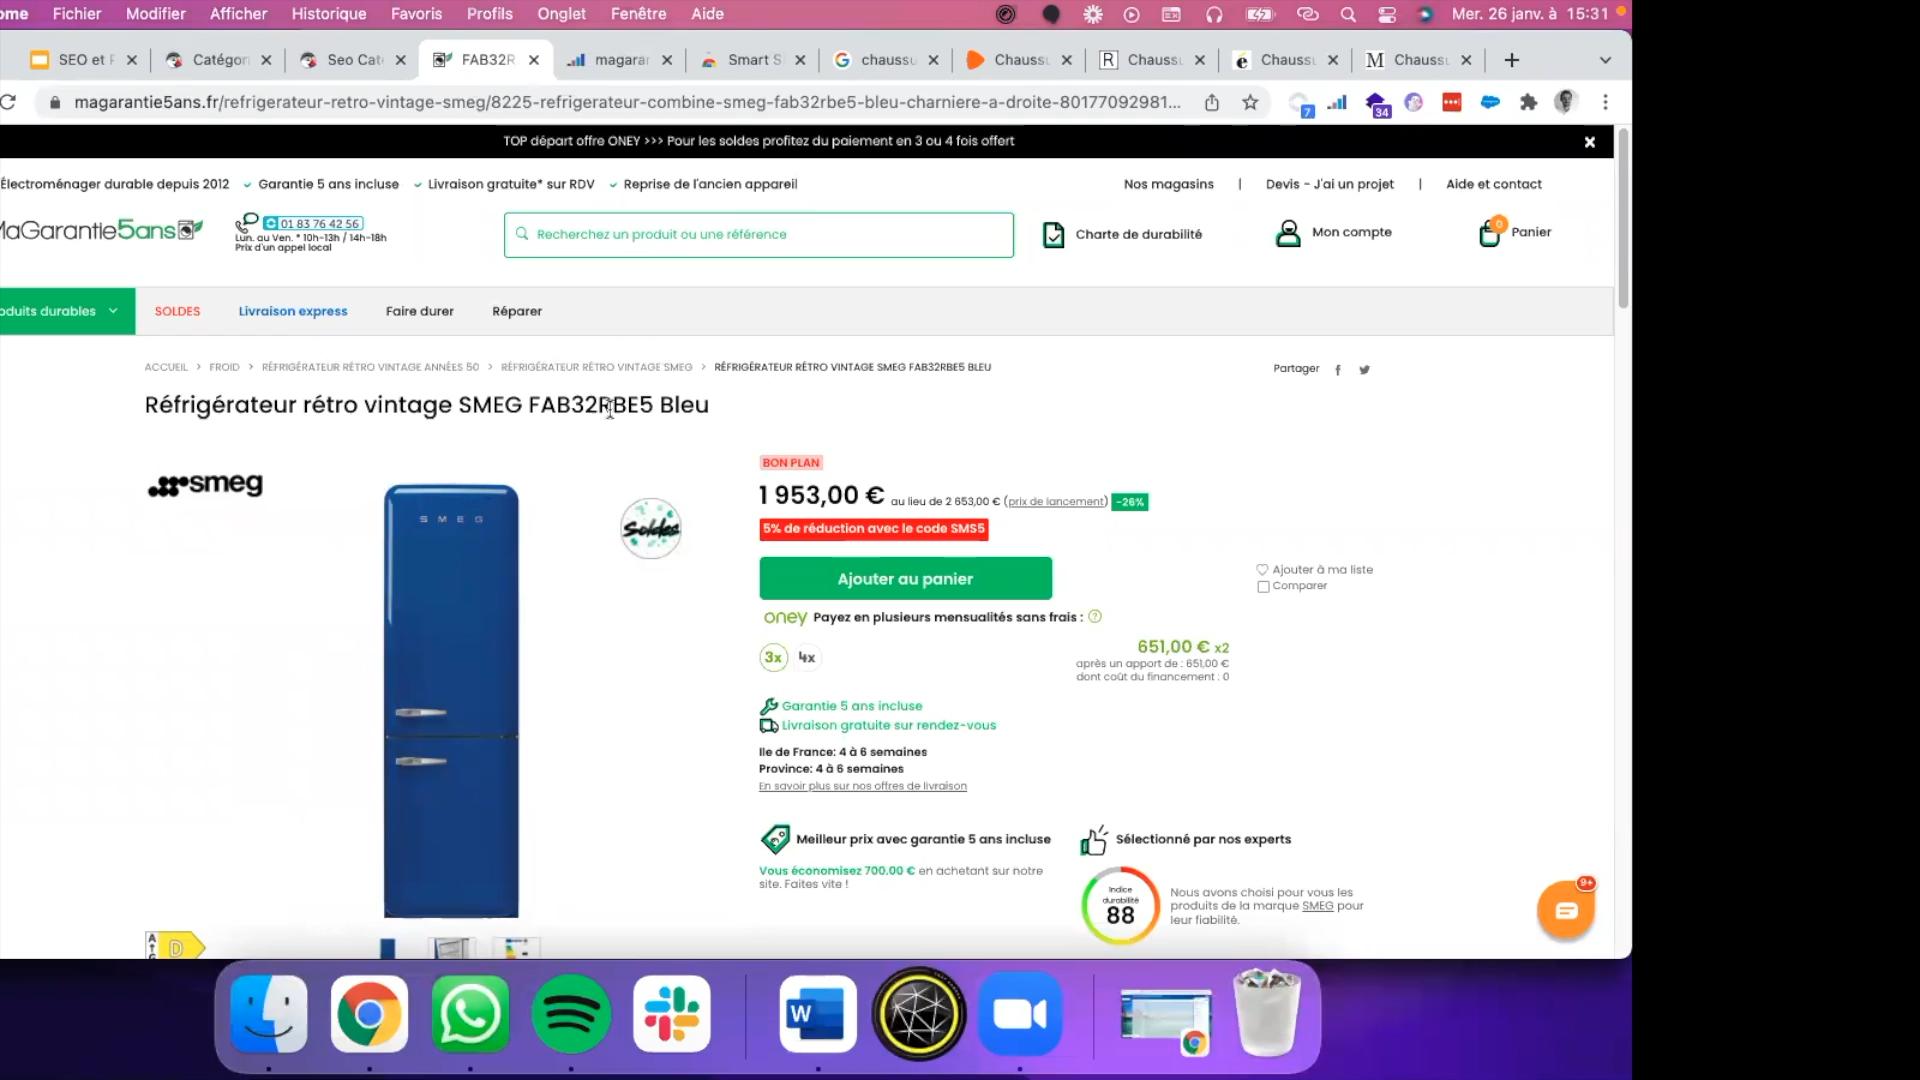 Fichier Modifier Afficher Historique Favoris Profils Onglet Fenêtre Aide Mer. 26 janv. à 15:31
SEO et Catégor Seo Cat FAB32R magarar Smart S chaussu Chaussu Chaussu Chaussu Chaussu
magarantie5ans.fr/refrigerateur-retro-vintage-smeg/8225-refrigerateur-combine-smeg-fab32rbe5-bleu-charniere-a-droite-80177092981... 7 34
TOP départ offre ONEY >>> Pour les soldes profitez du paiement en 3 ou 4 fois offert
Électroménager durable depuis 2012 Garantie 5 ans incluse Livraison gratuite* sur RDV Reprise de l'ancien appareil Nos magasins | Devis - J'ai un projet | Aide et contact
MaGarantie5ans 01 83 76 42 56
Lun. au Ven. * 10h-13h / 14h-18h
Prix d'un appel local
Recherchez un produit ou une référence
Charte de durabilité Mon compte 0 Panier
oduits durables SOLDES Livraison express Faire durer Réparer
ACCUEIL > FROID > RÉFRIGÉRATEUR RÉTRO VINTAGE ANNÉES 50 > RÉFRIGÉRATEUR RÉTRO VINTAGE SMEG > RÉFRIGÉRATEUR RÉTRO VINTAGE SMEG FAB32RBE5 BLEU Partager
Réfrigérateur rétro vintage SMEG FAB32RBE5 Bleu
smeg
SMEG
Soldes
BON PLAN
1 953,00 € au lieu de 2 653,00 € (prix de lancement) -26%
5% de réduction avec le code SMS5
Ajouter au panier
Ajouter à ma liste
Comparer
oney Payez en plusieurs mensualités sans frais : ?
3x 4x
651,00 € x2
après un apport de : 651,00 €
dont coût du financement : 0
Garantie 5 ans incluse
Livraison gratuite sur rendez-vous
Ile de France: 4 à 6 semaines
Province: 4 à 6 semaines
En savoir plus sur nos offres de livraison
Meilleur prix avec garantie 5 ans incluse
Vous économisez 700.00 € en achetant sur notre
site. Faites vite !
Sélectionné par nos experts
Indice
durabilité
88
Nous avons choisi pour vous les
produits de la marque SMEG pour
leur fiabilité.
9+
A
D
W